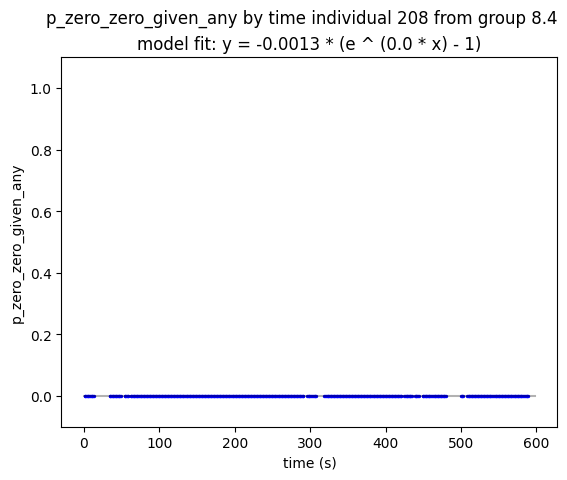 p_zero_zero_given_any by time individual 208 from group 8.4
model fit: y = -0.0013 * (e ^ (0.0 * x) - 1)
1.0
0.8
0.6
0.4
0.2
0.0
p_zero_zero_given_any
0 100 200 300 400 500 600
time (s)